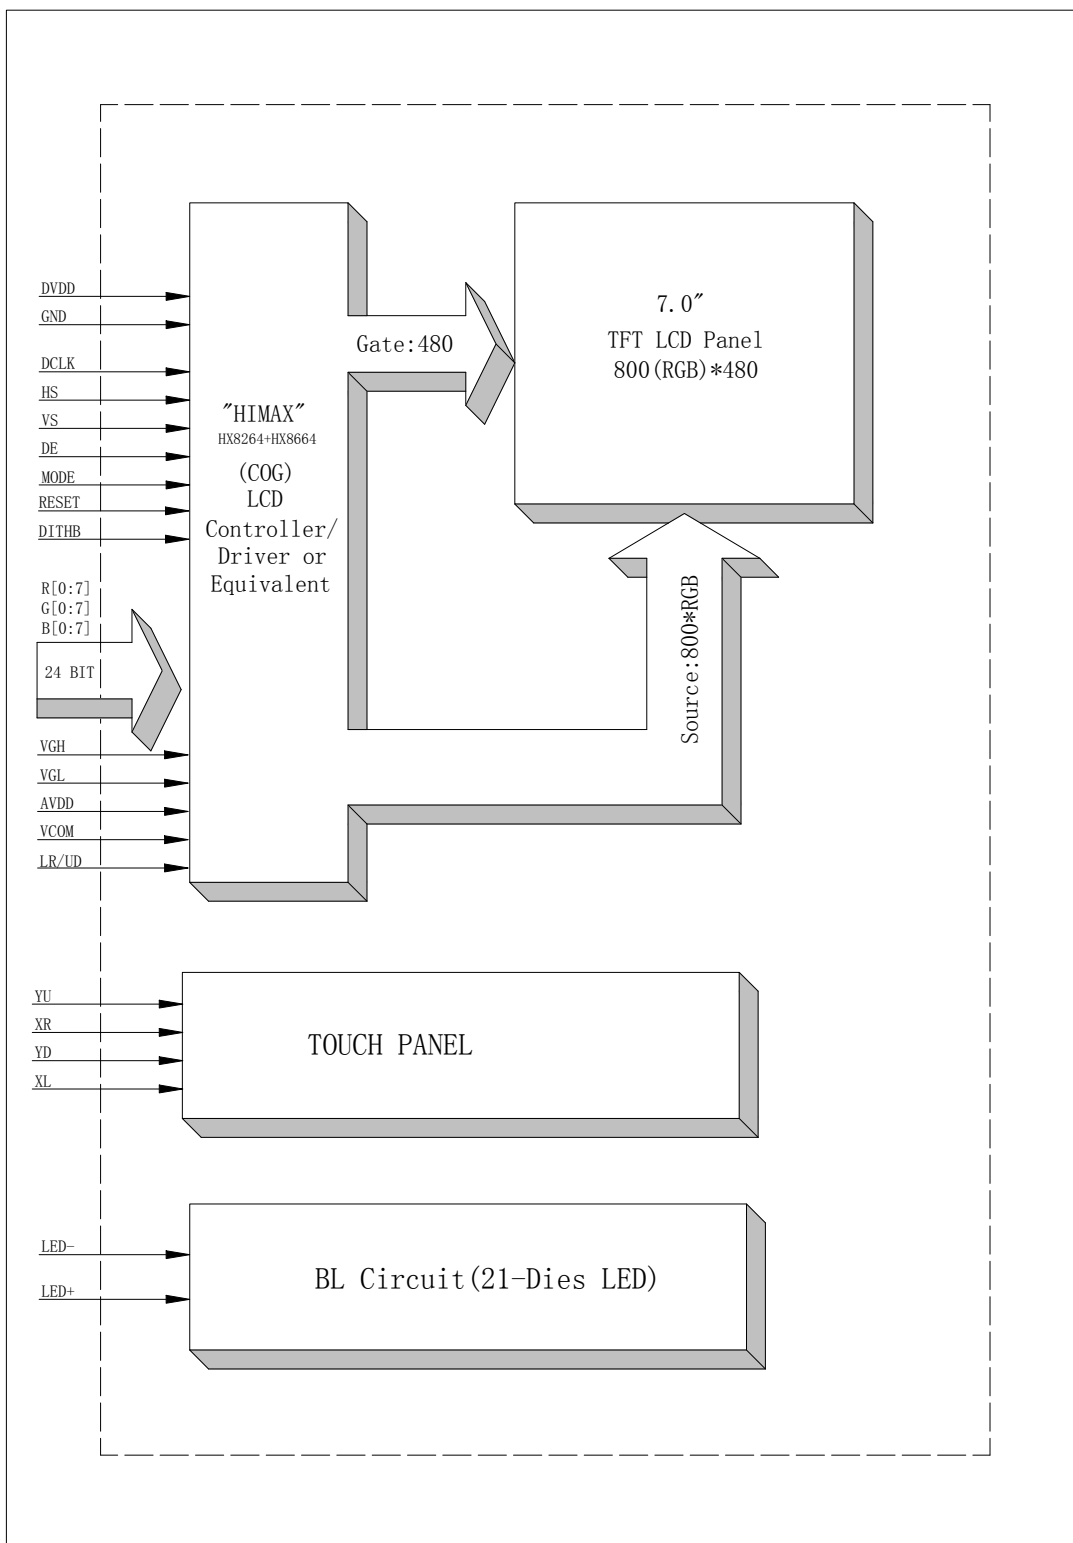 DVDD
GND
DCLK
HS
VS
DE
MODE
RESET
DITHB
R[0:7]
G[0:7]
B[0:7]
24 BIT
VGH
VGL
AVDD
VCOM
LR/UD
"HIMAX"
HX8264+HX8664
(COG)
LCD
Controller/
Driver or
Equivalent
Gate:480
7.0"
TFT LCD Panel
800(RGB)*480
Source:800*RGB
YU
XR
YD
XL
TOUCH PANEL
LED-
LED+
BL Circuit(21-Dies LED)